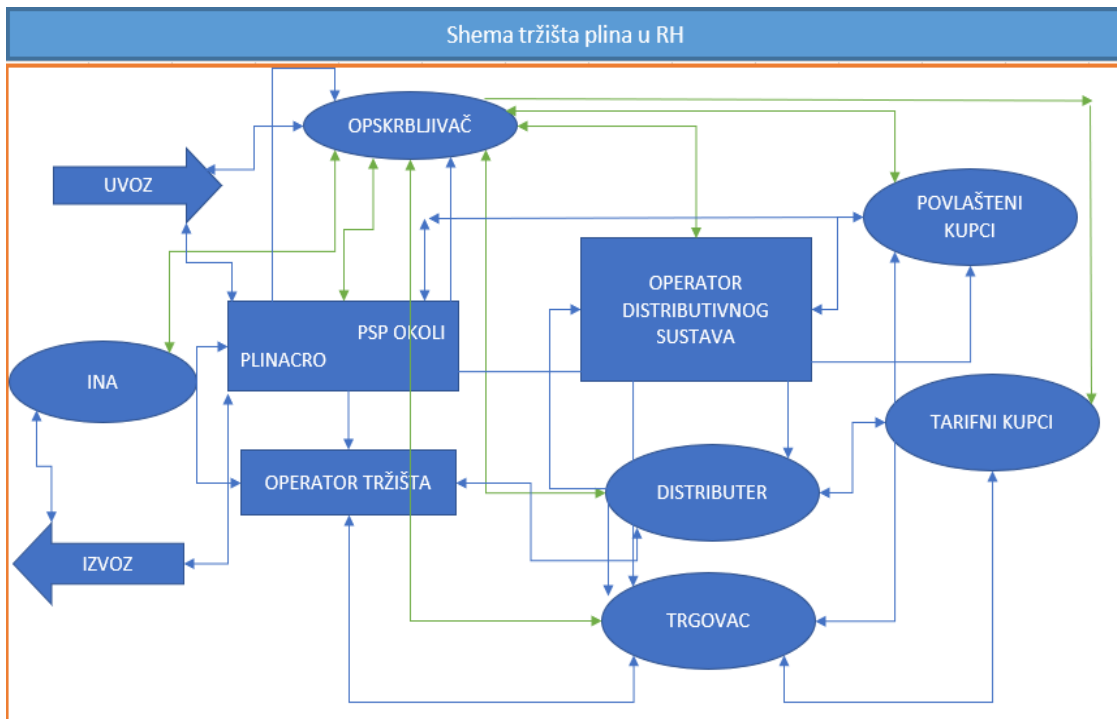 Shema tržišta plina u RH
OPSKRBLJIVAČ
UVOZ
POVLAŠTENI
KUPCI
OPERATOR
DISTRIBUTIVNOG
SUSTAVA
PSP OKOLI
PLINACRO
INA
TARIFNI KUPCI
OPERATOR TRŽIŠTA
DISTRIBUTER
IZVOZ
TRGOVAC